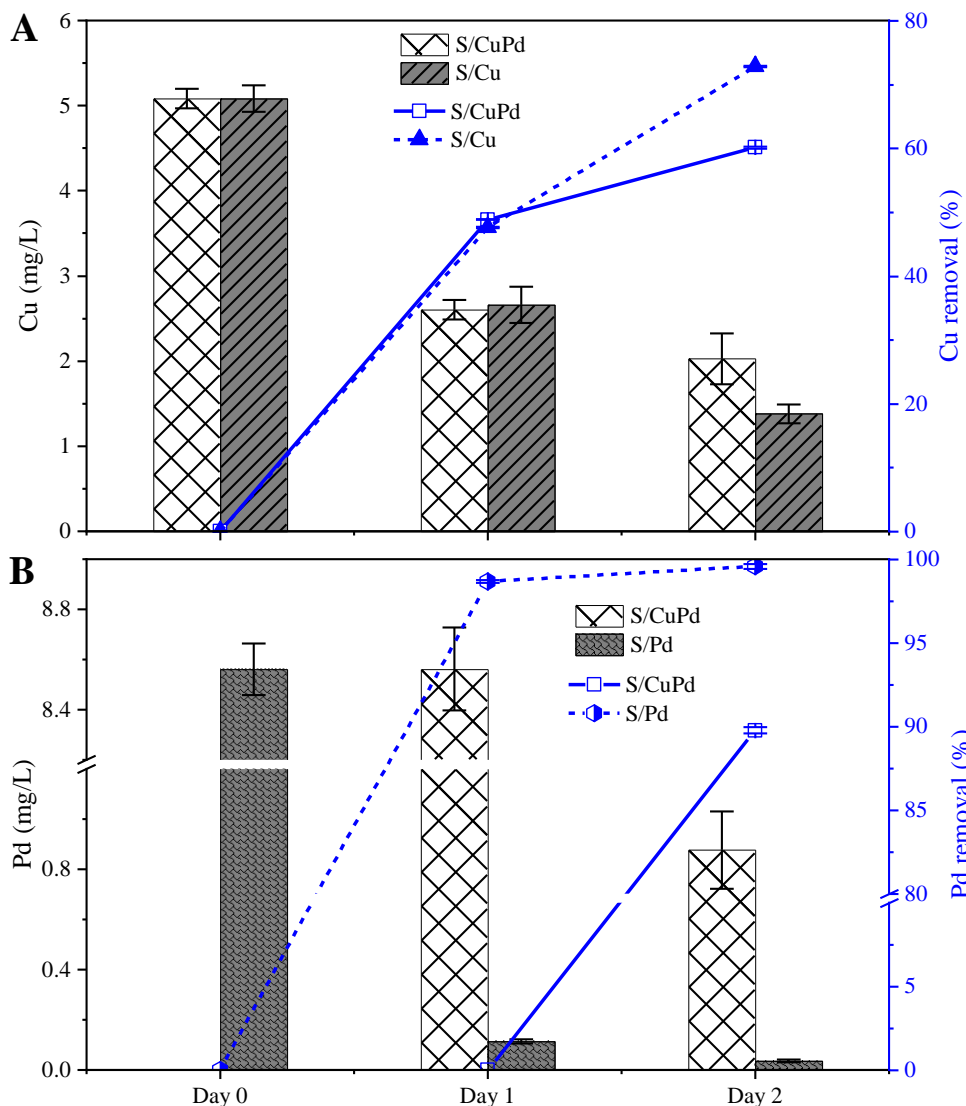 A
6
5
4
3
2
1
0
Cu (mg/L)
S/CuPd
S/Cu
S/CuPd
S/Cu
80
60
40
20
0
Cu removal (%)
B
8.8
8.4
0.8
0.4
0.0
Pd (mg/L)
S/CuPd
S/Pd
S/CuPd
S/Pd
100
95
90
85
80
5
0
Pd removal (%)
Day 0 Day 1 Day 2